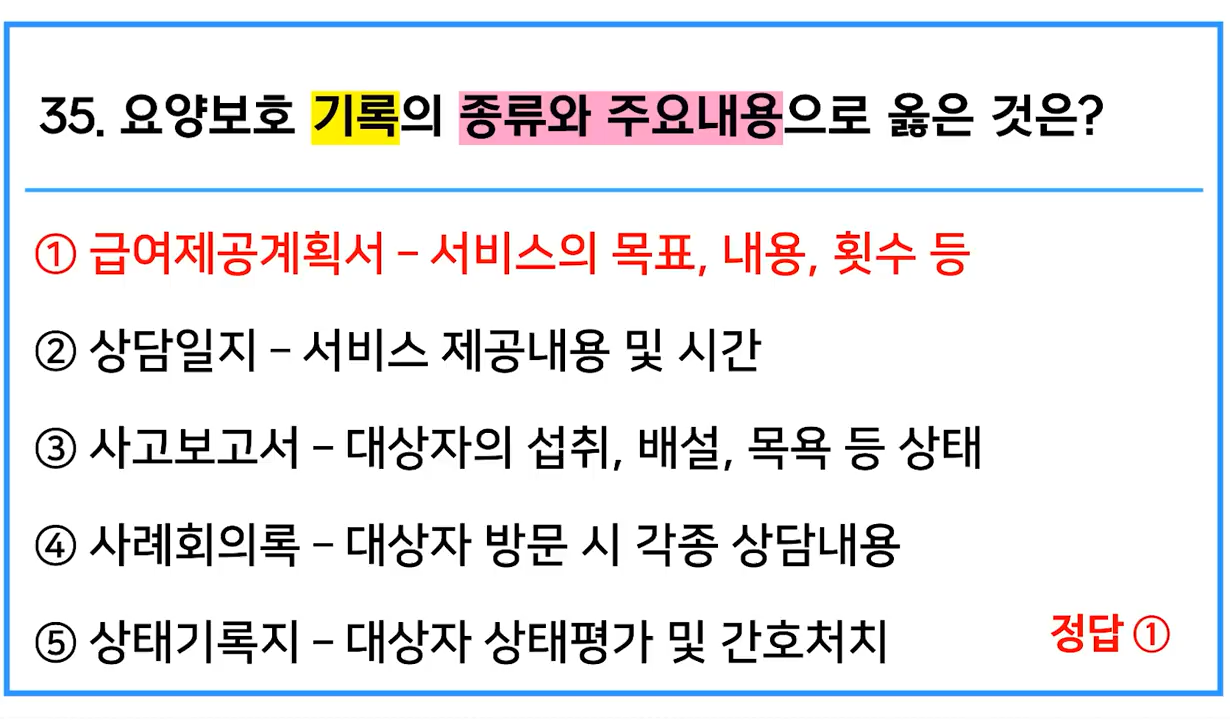 35. 요양보호 기록의 종류와 주요내용으로 옳은 것은?
① 급여제공계획서 – 서비스의 목표, 내용, 횟수 등
② 상담일지 – 서비스 제공내용 및 시간
③ 사고보고서 – 대상자의 섭취, 배설, 목욕 등 상태
④ 사례회의록 – 대상자 방문 시 각종 상담내용
⑤ 상태기록지 – 대상자 상태평가 및 간호처치
정답 ①